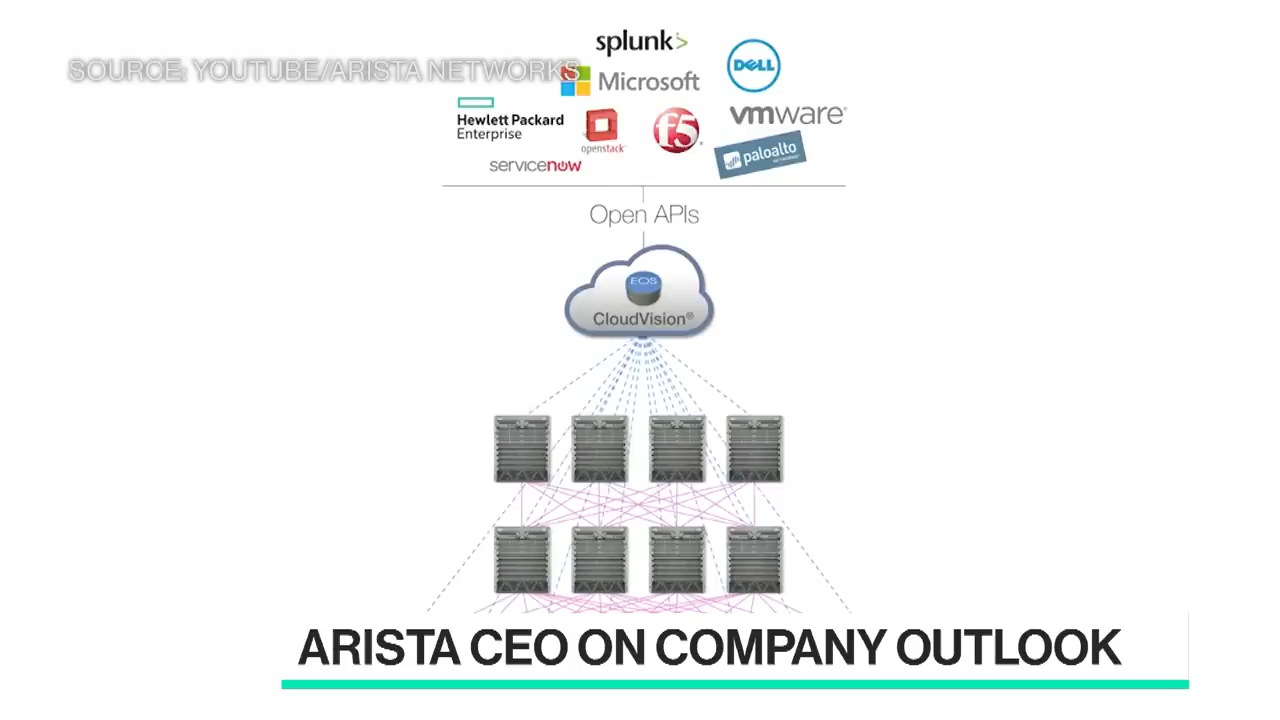 splunk>
SOURCE: YOUTUBE/ARISTA NETWORKS
Microsoft
DELL
Hewlett Packard
Enterprise
openstack
f5
vmware
paloalto
servicenow
Open APIs
EOS
CloudVision®
ARISTA CEO ON COMPANY OUTLOOK